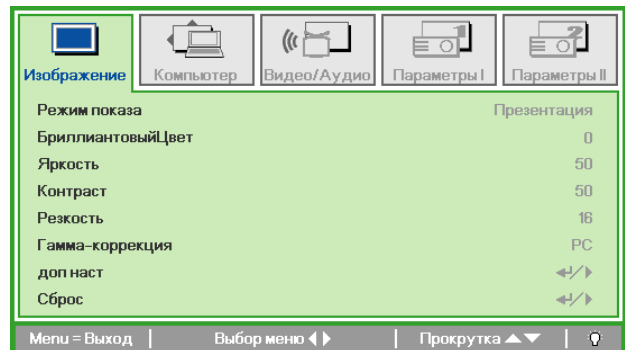 Изображение Компьютер Видео/Аудио Параметры I Параметры II
Режим показа Презентация
БриллиантовыйЦвет 0
Яркость 50
Контраст 50
Резкость 16
Гамма-коррекция PC
доп наст
Сброс
Menu = Выход Выбор меню Прокрутка